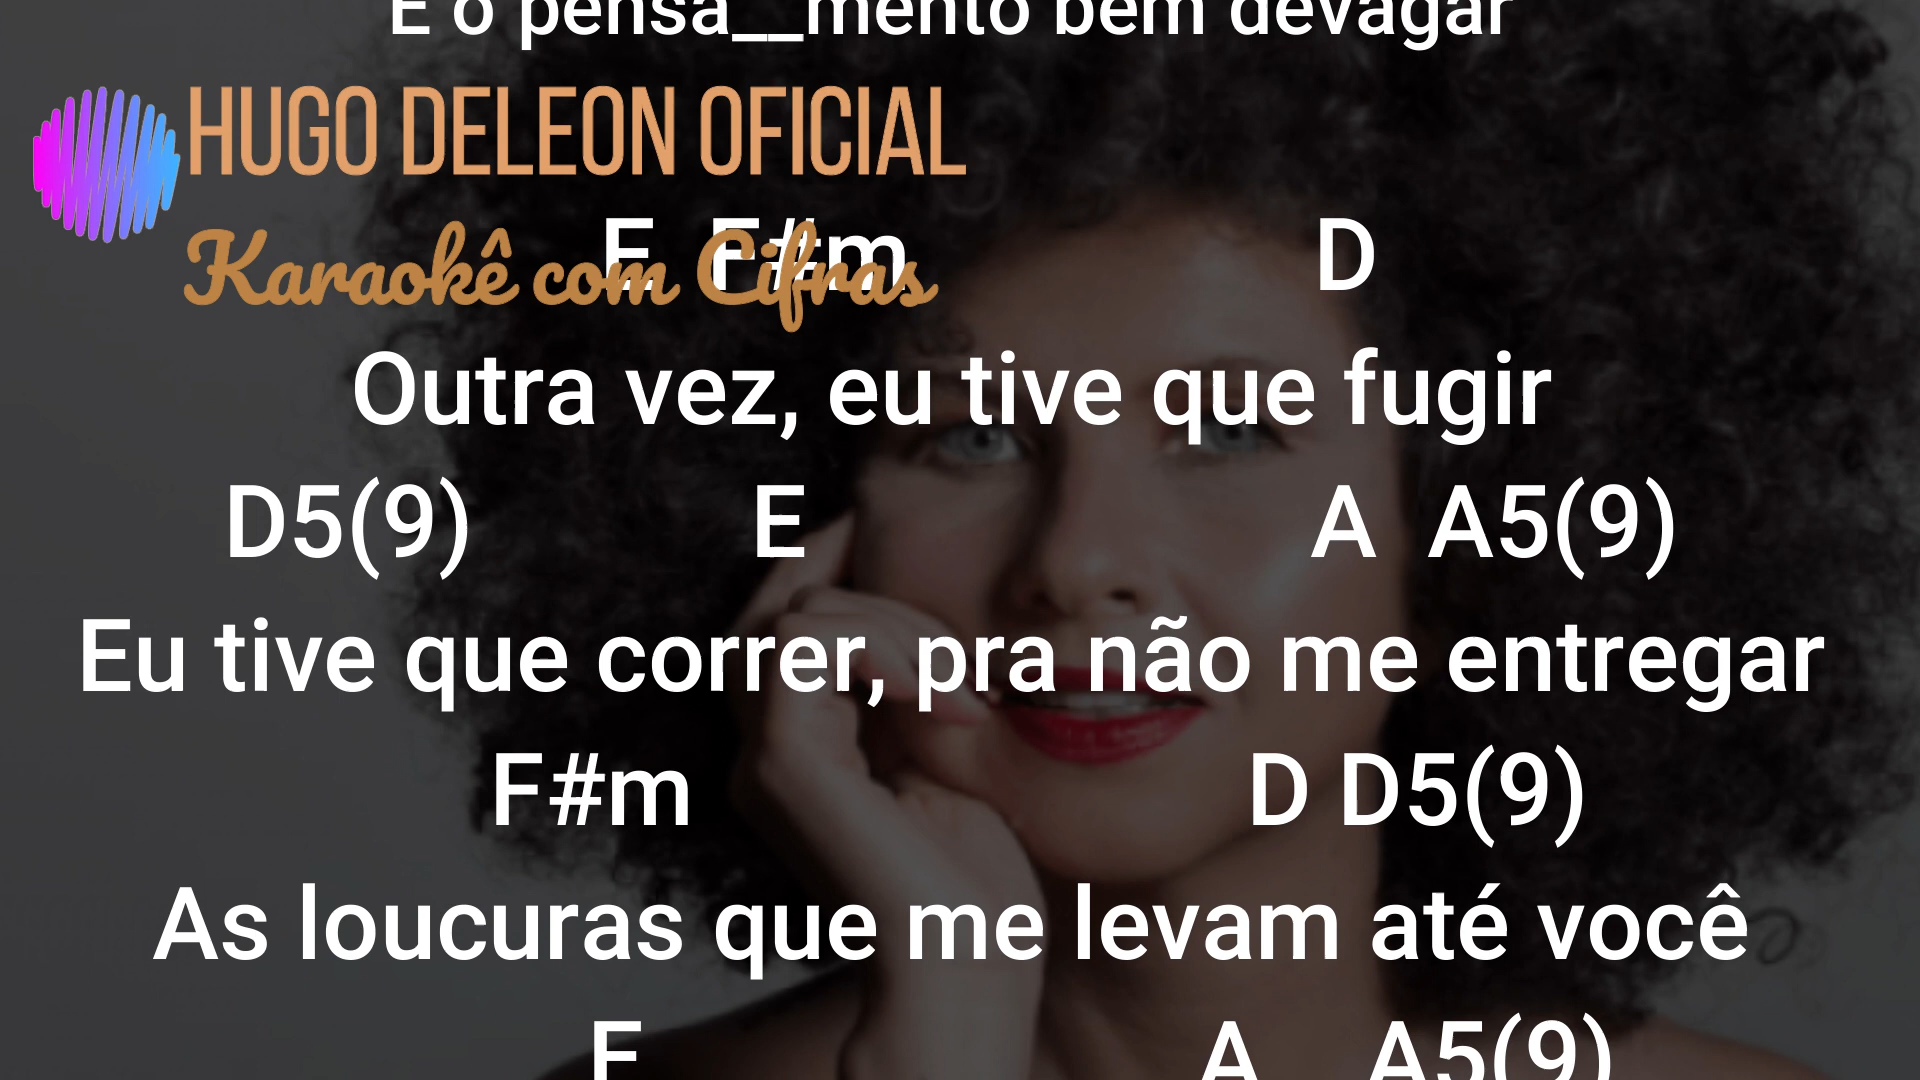 E o pensa__mento bem devagar
HUGO DELEON OFICIAL
Karaokê com Cifras
E F#m D
Outra vez, eu tive que fugir
D5(9) E A A5(9)
Eu tive que correr, pra não me entregar
F#m D D5(9)
As loucuras que me levam até você
E A A5(9)